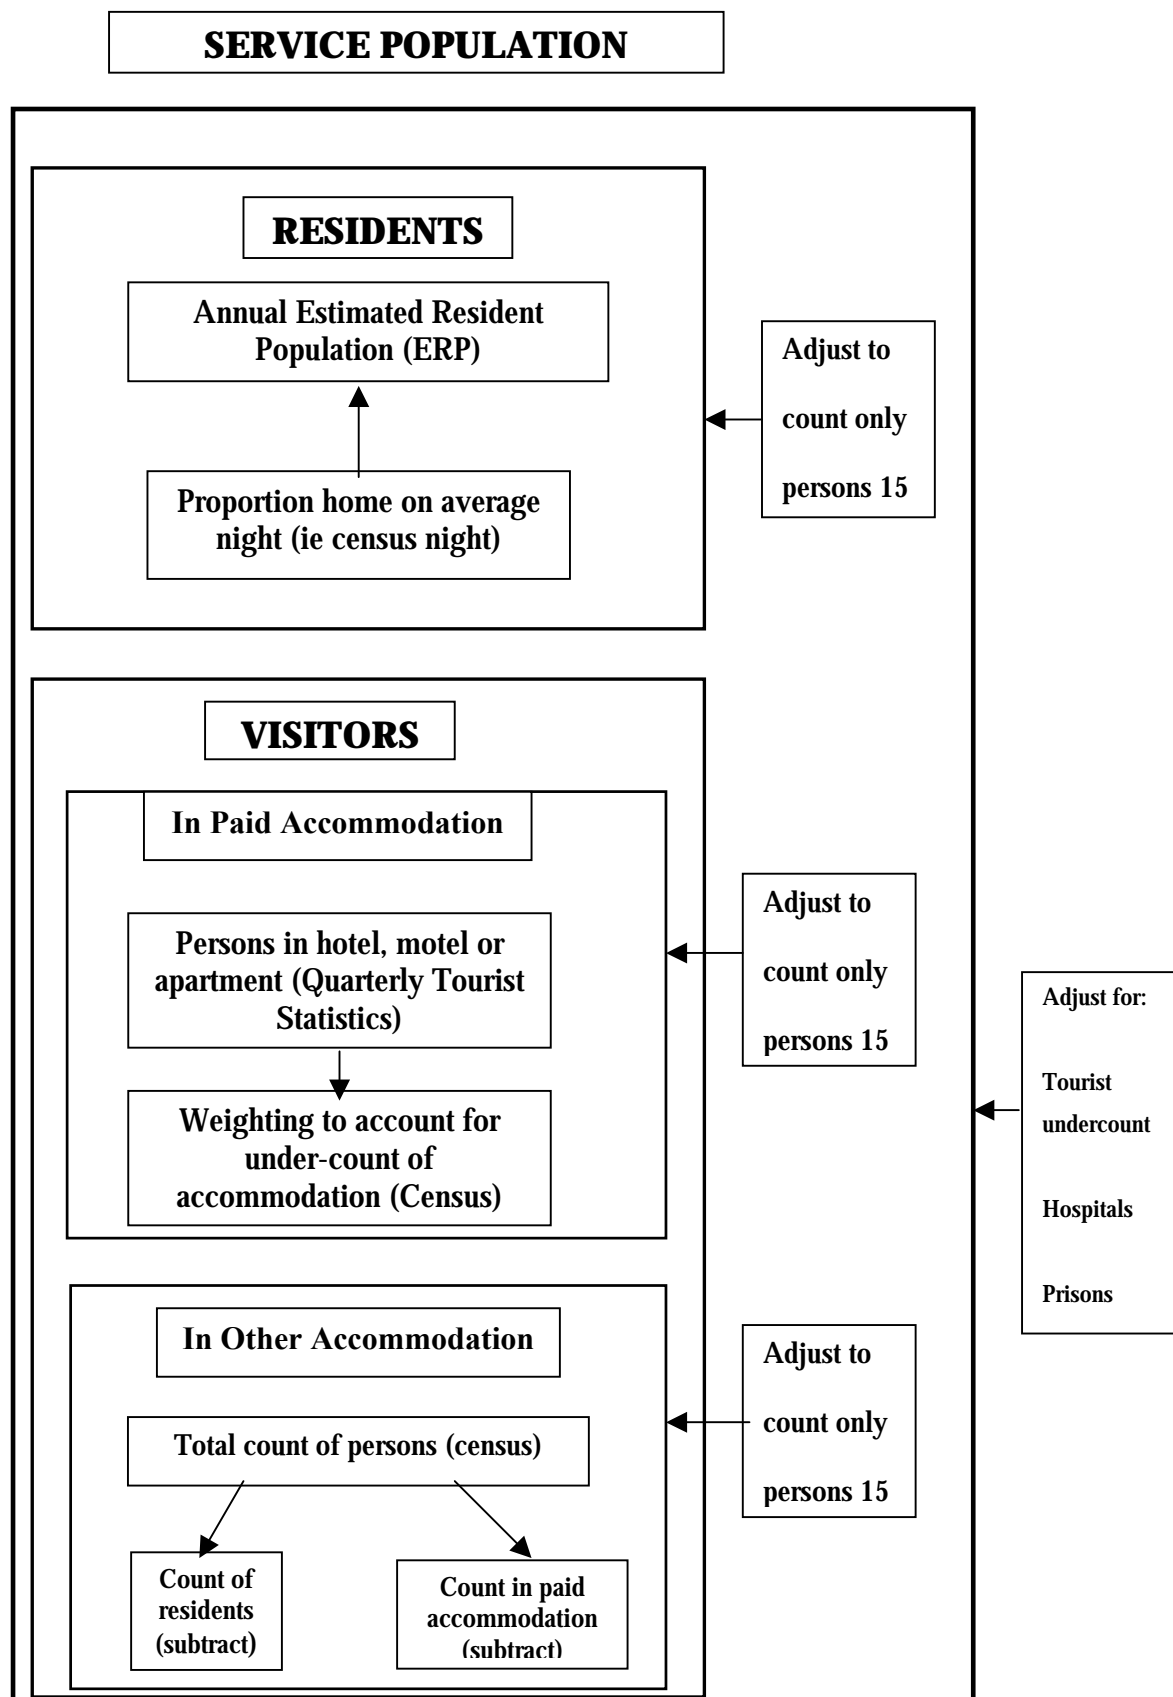 SERVICE POPULATION
RESIDENTS
Annual Estimated Resident
Population (ERP)
Proportion home on average
night (ie census night)
Adjust to
count only
persons 15
VISITORS
In Paid Accommodation
Persons in hotel, motel or
apartment (Quarterly Tourist
Statistics)
Weighting to account for
under-count of
accommodation (Census)
Adjust to
count only
persons 15
Adjust for:
Tourist
undercount
Hospitals
Prisons
In Other Accommodation
Total count of persons (census)
Count of
residents
(subtract)
Count in paid
accommodation
(subtract)
Adjust to
count only
persons 15